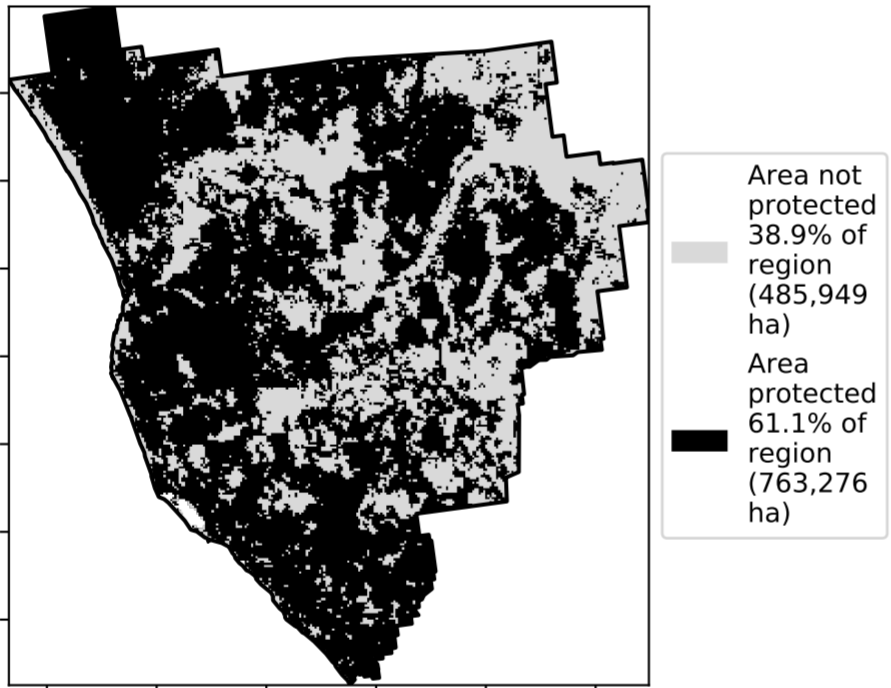 Area not
protected
38.9% of
region
(485,949
ha)
Area
protected
61.1% of
region
(763,276
ha)